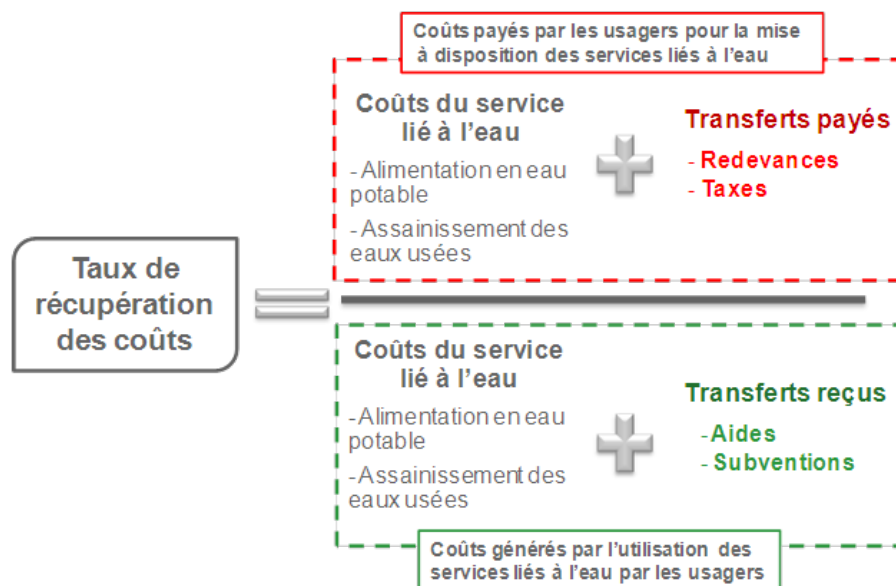 Coûts payés par les usagers pour la mise
à disposition des services liés à l'eau
Coûts du service
lié à l'eau
- Alimentation en eau
potable
- Assainissement des
eaux usées
Transferts payés
- Redevances
- Taxes
Taux de
récupération
des coûts
Coûts du service
lié à l'eau
- Alimentation en eau
potable
- Assainissement des
eaux usées
Transferts reçus
- Aides
- Subventions
Coûts générés par l'utilisation des
services liés à l'eau par les usagers